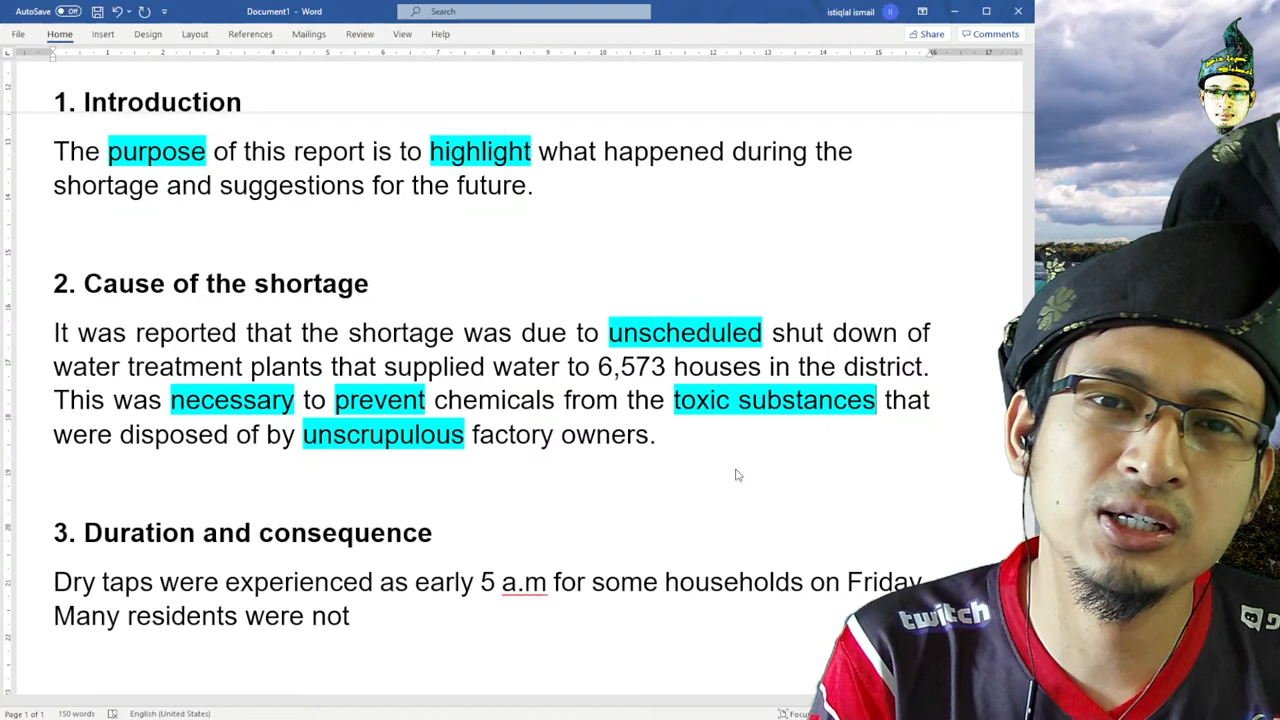 AutoSave Off Document1 - Word Search istiqlal ismail II
File Home Insert Design Layout References Mailings Review View Help Share Comments
1. Introduction
The purpose of this report is to highlight what happened during the
shortage and suggestions for the future.
2. Cause of the shortage
It was reported that the shortage was due to unscheduled shut down of
water treatment plants that supplied water to 6,573 houses in the district.
This was necessary to prevent chemicals from the toxic substances that
were disposed of by unscrupulous factory owners.
3. Duration and consequence
Dry taps were experienced as early 5 a.m for some households on Friday
Many residents were not
twitch
Page 1 of 1 150 words English (United States) Focus